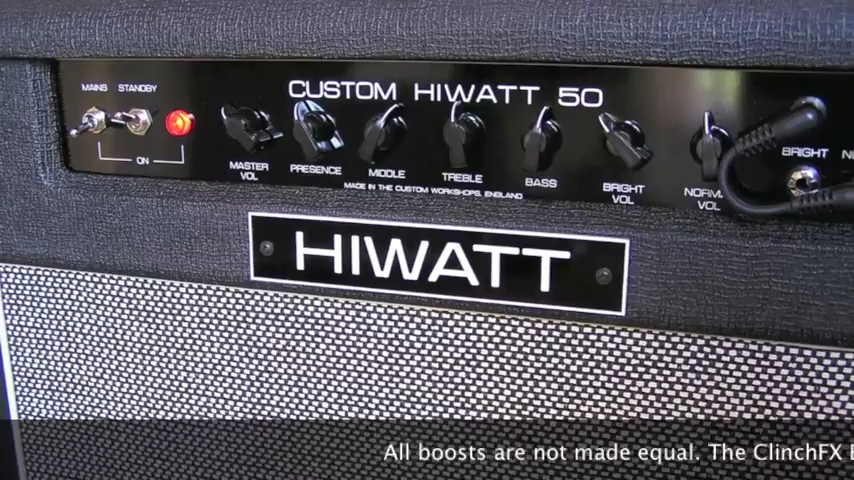 CUSTOM HIWATT 50
MAINS STANDBY
ON
MASTER VOL
PRESENCE
MIDDLE
TREBLE
BASS
BRIGHT VOL
VOL
BRIGHT
MADE IN THE CUSTOM WORKSHOPS, ENGLAND
HIWATT
All boosts are not made equal. The ClinchFX